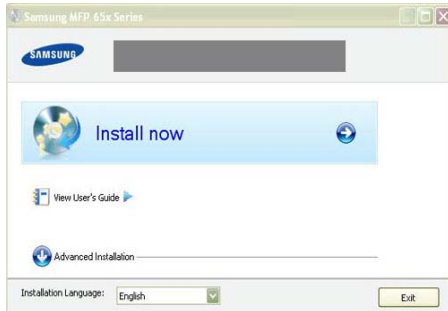 Samsung MFP 65x Series
SAMSUNG
Install now
View User's Guide
Advanced Installation
Installation Language: English
Exit